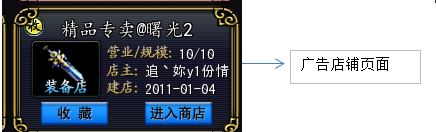 精品专卖@曙光2
营业/规模: 10/10
店主: 追丶妳y1份情
建店: 2011-01-04
装备店
收 藏
进入商店
广告店铺页面